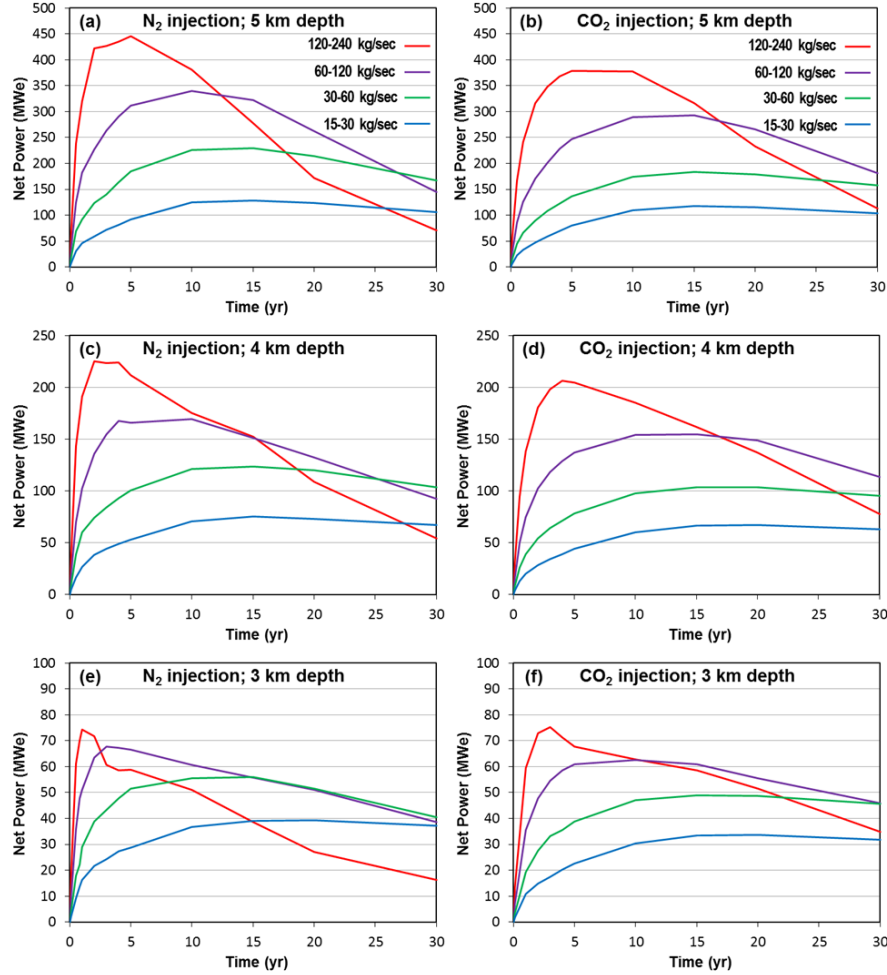 (a) N₂ injection; 5 km depth
Net Power (MWe)
500
450
400
350
300
250
200
150
100
50
0
120-240 kg/sec
60-120 kg/sec
30-60 kg/sec
15-30 kg/sec
0 5 10 15 20 25 30
Time (yr)
(b) CO₂ injection; 5 km depth
Net Power (MWe)
500
450
400
350
300
250
200
150
100
50
0
120-240 kg/sec
60-120 kg/sec
30-60 kg/sec
15-30 kg/sec
0 5 10 15 20 25 30
Time (yr)
(c) N₂ injection; 4 km depth
Net Power (MWe)
250
200
150
100
50
0
0 5 10 15 20 25 30
Time (yr)
(d) CO₂ injection; 4 km depth
Net Power (MWe)
250
200
150
100
50
0
0 5 10 15 20 25 30
Time (yr)
(e) N₂ injection; 3 km depth
Net Power (MWe)
100
90
80
70
60
50
40
30
20
10
0
0 5 10 15 20 25 30
Time (yr)
(f) CO₂ injection; 3 km depth
Net Power (MWe)
100
90
80
70
60
50
40
30
20
10
0
0 5 10 15 20 25 30
Time (yr)